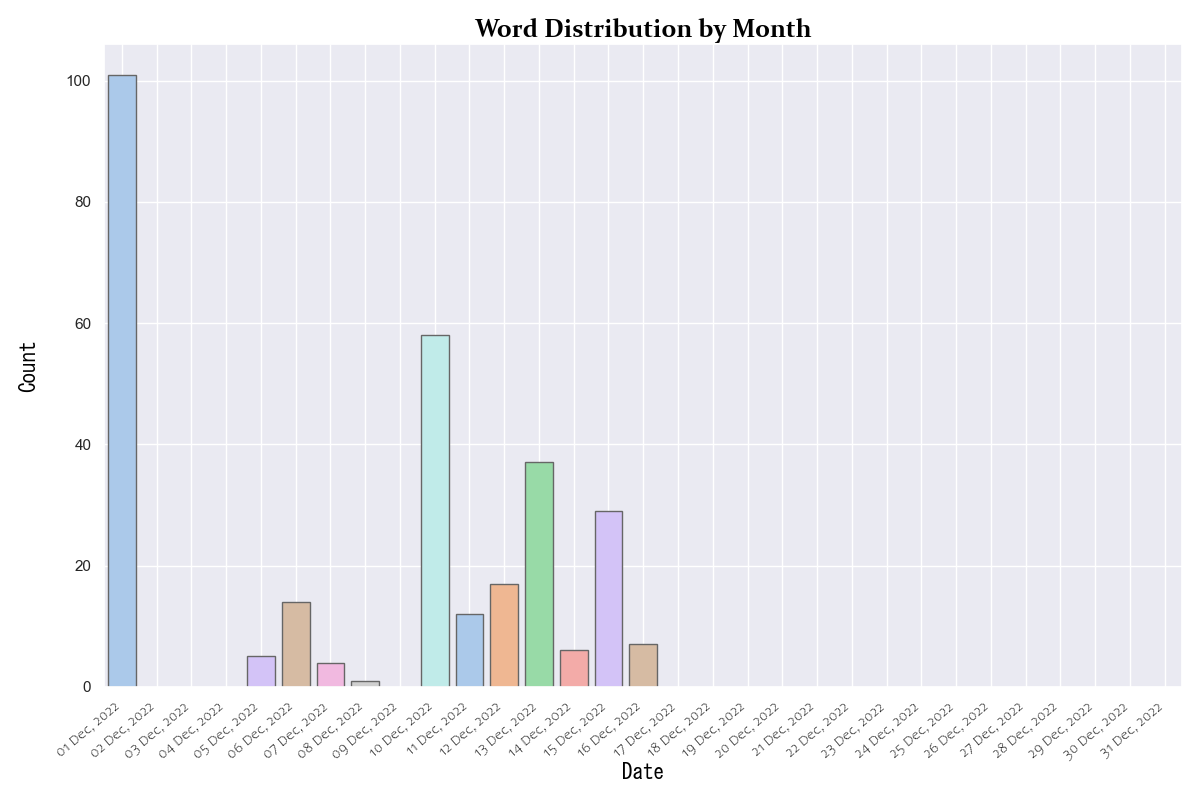 Word Distribution by Month
100
80
60
40
20
0
Count
01 Dec, 2022
02 Dec, 2022
03 Dec, 2022
04 Dec, 2022
05 Dec, 2022
06 Dec, 2022
07 Dec, 2022
08 Dec, 2022
09 Dec, 2022
10 Dec, 2022
11 Dec, 2022
12 Dec, 2022
13 Dec, 2022
14 Dec, 2022
15 Dec, 2022
16 Dec, 2022
17 Dec, 2022
18 Dec, 2022
19 Dec, 2022
20 Dec, 2022
21 Dec, 2022
22 Dec, 2022
23 Dec, 2022
24 Dec, 2022
25 Dec, 2022
26 Dec, 2022
27 Dec, 2022
28 Dec, 2022
29 Dec, 2022
30 Dec, 2022
31 Dec, 2022
Date